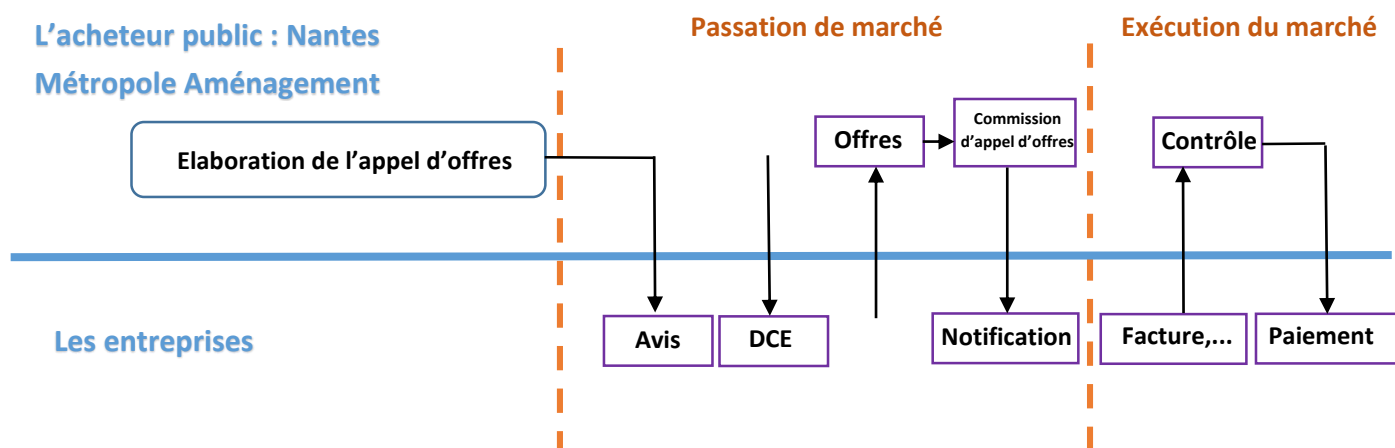 L'acheteur public : Nantes
Métropole Aménagement
Passation de marché
Exécution du marché
Elaboration de l'appel d'offres
Offres
Commission
d'appel d'offres
Contrôle
Les entreprises
Avis
DCE
Notification
Facture,...
Paiement